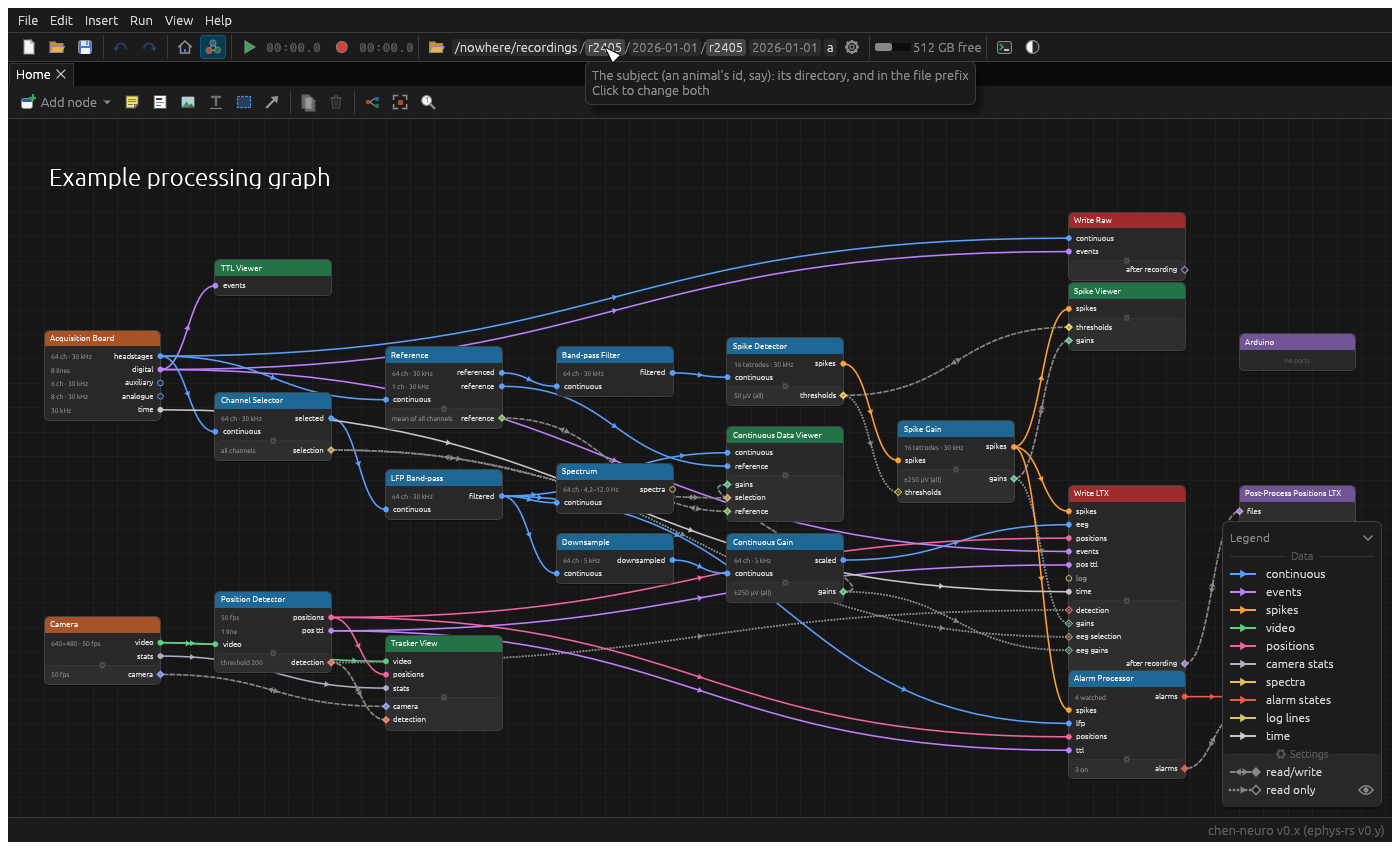 File Edit Insert Run View Help
00:00.0 00:00.0 /nowhere/recordings / r2405 / 2026-01-01 / r2405 2026-01-01 a 512 GB free
Home
The subject (an animal's id, say): its directory, and in the file prefix
Click to change both
Add node
Example processing graph
Write Raw
continuous
events
after recording
TTL Viewer
events
Spike Viewer
spikes
thresholds
gains
Acquisition Board
64 ch · 30 kHz headstages
8 lines digital
6 ch · 30 kHz auxiliary
8 ch · 30 kHz analogue
30 kHz time
Arduino
no ports
Reference
64 ch · 30 kHz referenced
1 ch · 30 kHz reference
continuous
mean of all channels reference
Band-pass Filter
64 ch · 30 kHz filtered
continuous
Spike Detector
16 tetrodes · 30 kHz spikes
continuous
50 µV (all) thresholds
Channel Selector
64 ch · 30 kHz selected
continuous
all channels selection
Continuous Data Viewer
continuous
reference
gains
selection
reference
Spike Gain
16 tetrodes · 30 kHz spikes
spikes
±250 µV (all) gains
thresholds
LFP Band-pass
64 ch · 30 kHz filtered
continuous
Spectrum
64 ch · 4.2–12.0 Hz spectra
continuous
Write LTX
spikes
eeg
positions
events
pos ttl
log
time
detection
gains
eeg selection
eeg gains
after recording
Post-Process Positions LTX
files
Downsample
64 ch · 5 kHz downsampled
continuous
Continuous Gain
64 ch · 5 kHz scaled
continuous
±250 µV (all) gains
Position Detector
50 fps positions
1 line pos ttl
video
threshold 200 detection
Camera
640×480 · 50 fps video
stats
50 fps camera
Tracker View
video
positions
stats
camera
detection
Alarm Processor
4 watched alarms
spikes
lfp
positions
ttl
3 on alarms
Legend
Data
continuous
events
spikes
video
positions
camera stats
spectra
alarm states
log lines
time
Settings
read/write
read only
chen-neuro v0.x (ephys-rs v0.y)